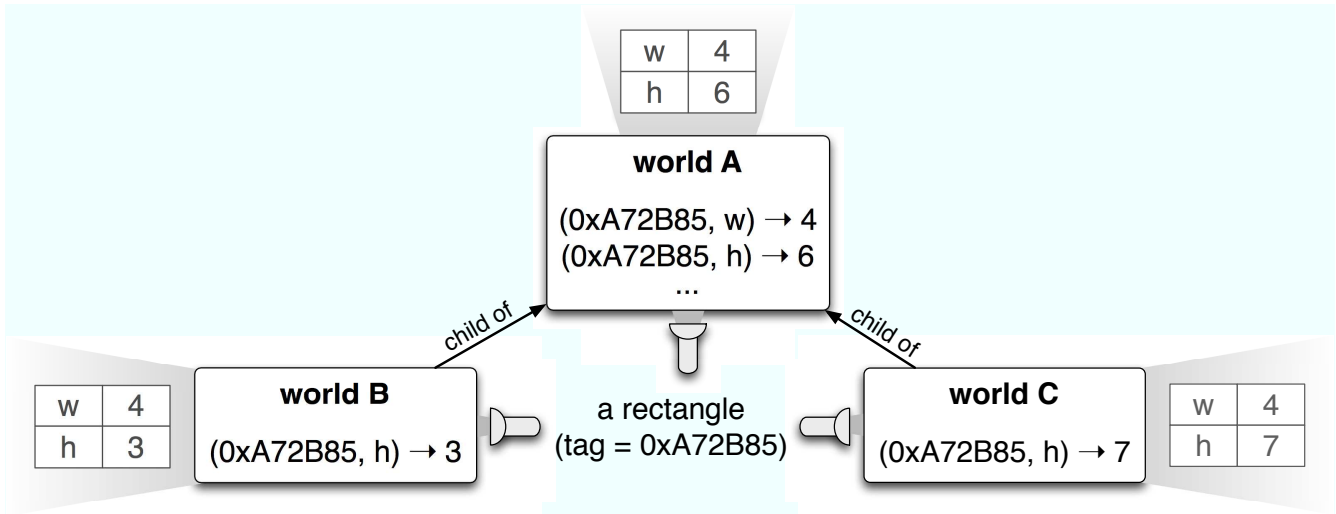 w 4
h 6
world A
(0xA72B85, w) → 4
(0xA72B85, h) → 6
...
child of
child of
w 4
h 3
world B
(0xA72B85, h) → 3
a rectangle
(tag = 0xA72B85)
world C
(0xA72B85, h) → 7
w 4
h 7